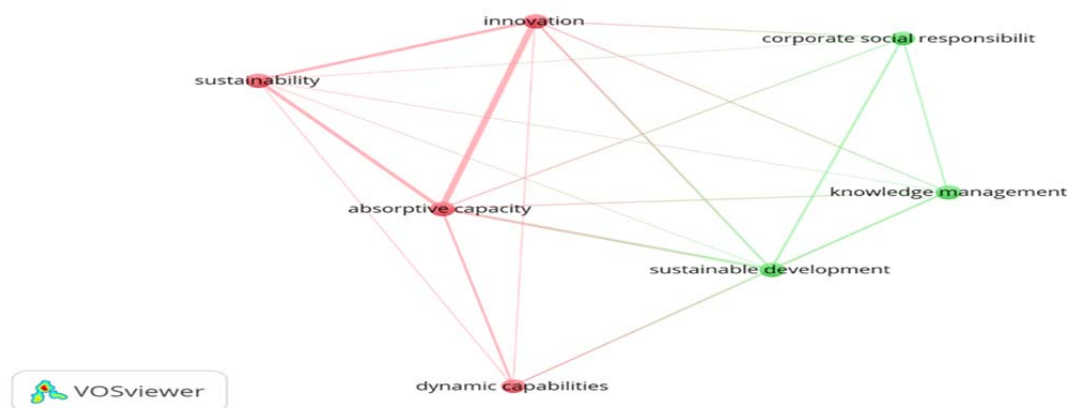 innovation
corporate social responsibilit
sustainability
knowledge management
absorptive capacity
sustainable development
dynamic capabilities
VOSviewer